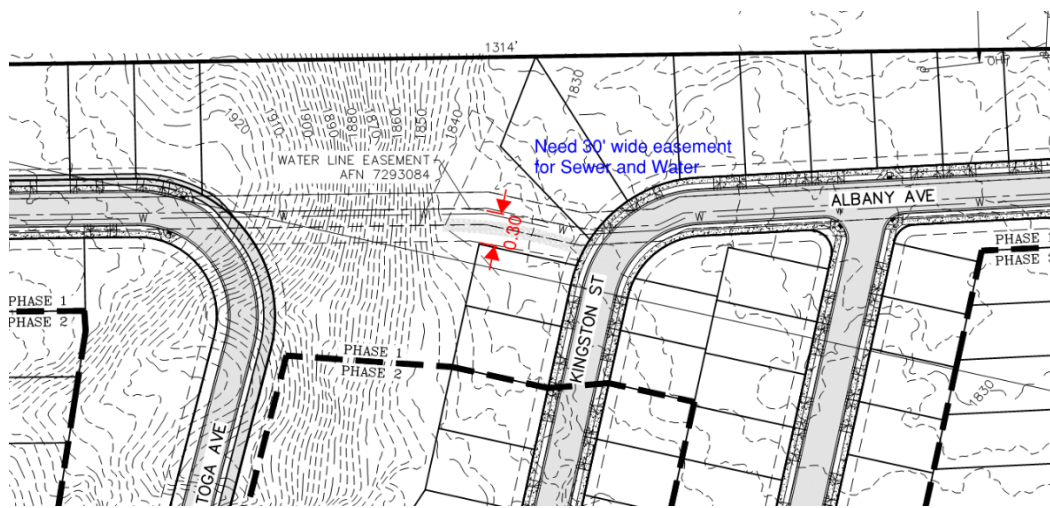 1314'
1830
OHP
1920
1910
1900
1890
1880
1870
1860
1850
1840
Need 30' wide easement
for Sewer and Water
WATER LINE EASEMENT
AFN 7293084
ALBANY AVE
W
W
W
W
W
0.30
PHASE 1
PHASE 2
PHASE 1
PHASE 2
PHASE 1
KINGSTON ST
TOGA AVE
1830